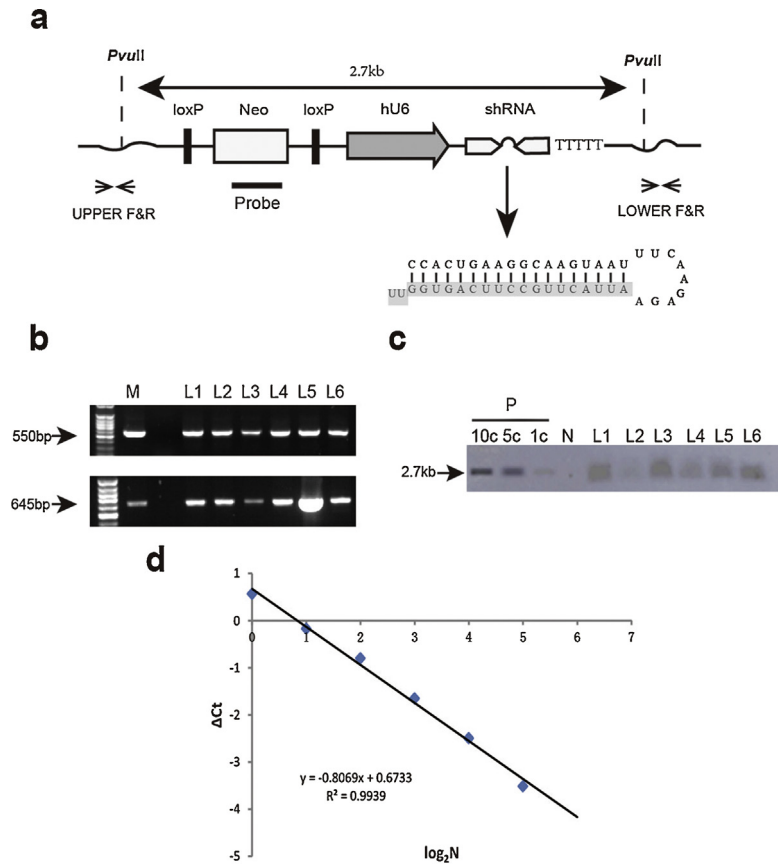 a
PvuII
PvuII
2.7kb
loxP Neo loxP hU6 shRNA
TTTTT
Probe
UPPER F&R
LOWER F&R
CCACUGAAGGCAAGUAAU UUCAAGAGA
UU GGUGACUUCCGUUCAUUA
b
M L1 L2 L3 L4 L5 L6
550bp
645bp
c
P
10c 5c 1c N L1 L2 L3 L4 L5 L6
2.7kb
d
1
0
-1
-2
-3
-4
-5
0 1 2 3 4 5 6 7
ΔCt
y = -0.8069x + 0.6733
R² = 0.9939
log₂N